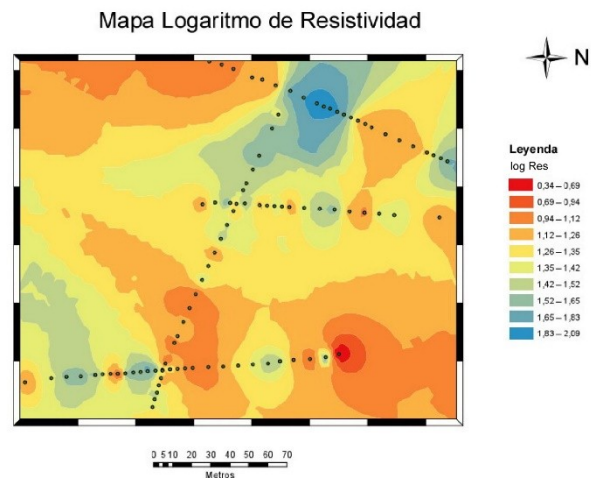 Mapa Logaritmo de Resistividad
N
Leyenda
log Res
0,34 – 0,69
0,69 – 0,94
0,94 – 1,12
1,12 – 1,26
1,26 – 1,35
1,35 – 1,42
1,42 – 1,52
1,52 – 1,65
1,65 – 1,83
1,83 – 2,09
0 5 10 20 30 40 50 60 70
Metros